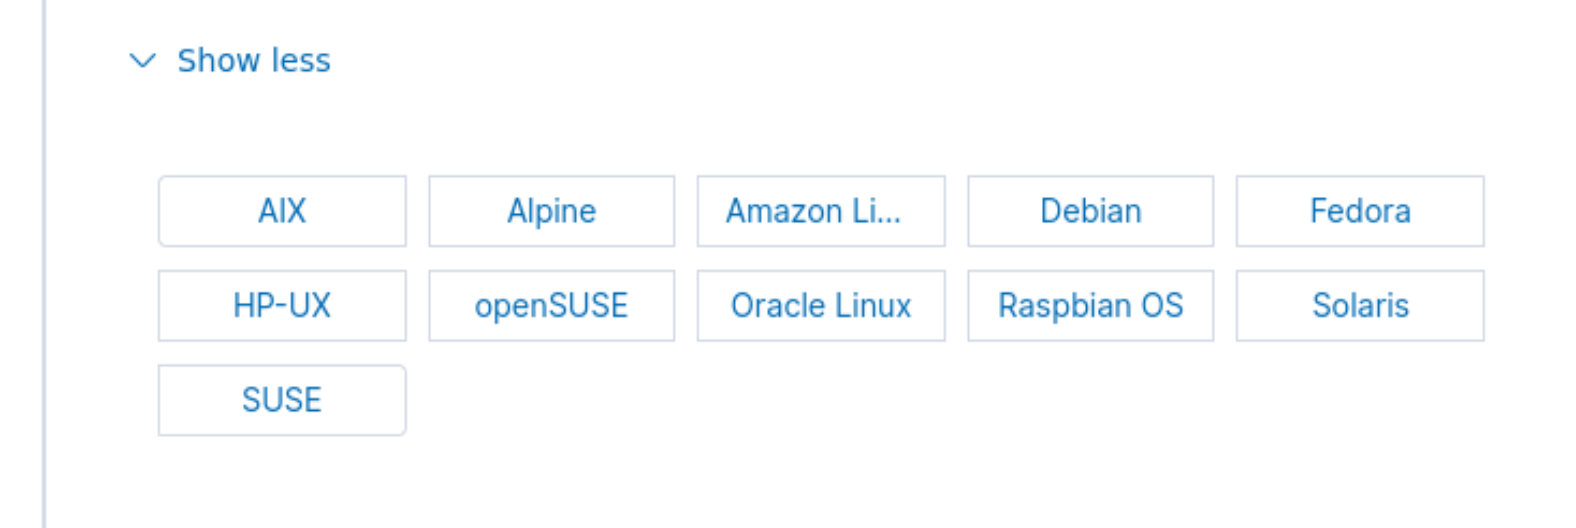 Show less
AIX Alpine Amazon Li... Debian Fedora
HP-UX openSUSE Oracle Linux Raspbian OS Solaris
SUSE